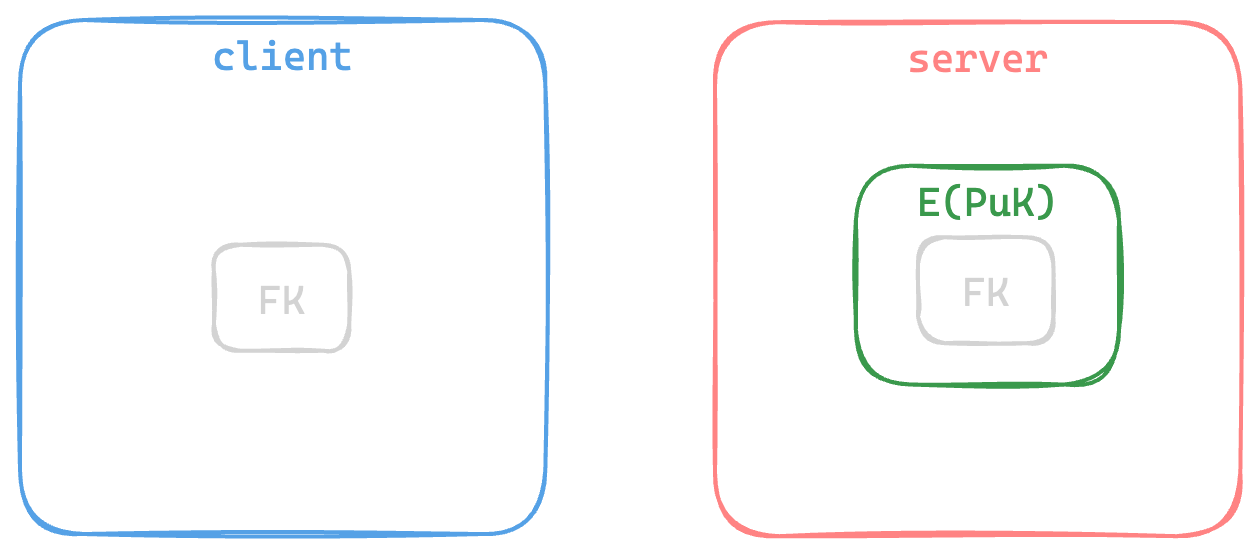 client
FK
server
E(PuK)
FK